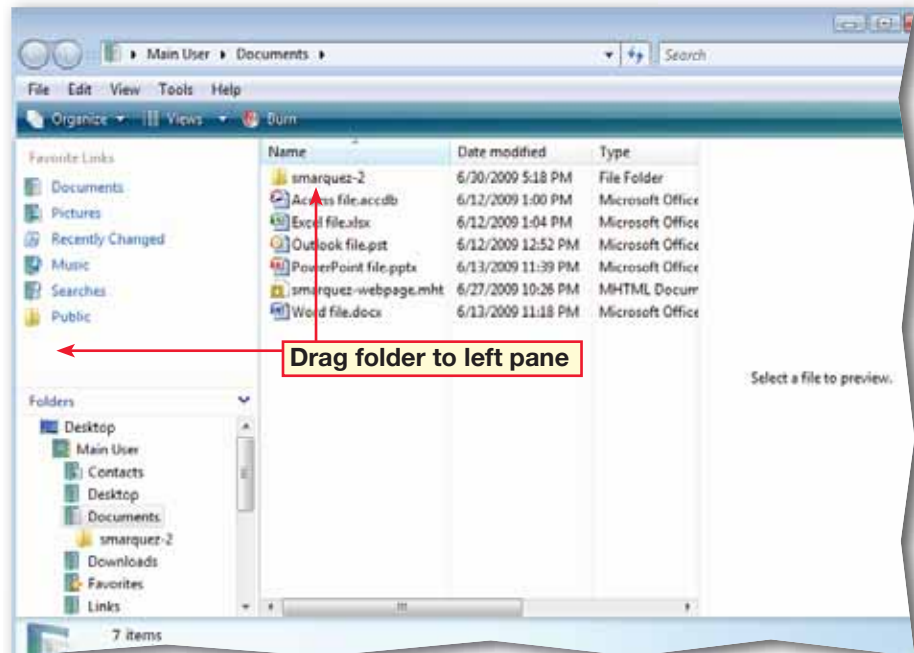 Main User ▸ Documents ▸ Search
File Edit View Tools Help
Organize Views Burn
Favorite Links
Documents
Pictures
Recently Changed
Music
Searches
Public
Folders
Desktop
Main User
Contacts
Desktop
Documents
smarquez-2
Downloads
Favorites
Links
Name Date modified Type
smarquez-2 6/30/2009 5:18 PM File Folder
Access file.accdb 6/12/2009 1:00 PM Microsoft Office
Excel file.xlsx 6/12/2009 1:04 PM Microsoft Office
Outlook file.pst 6/12/2009 12:52 PM Microsoft Office
PowerPoint file.pptx 6/13/2009 11:39 PM Microsoft Office
smarquez-webpage.mht 6/27/2009 10:26 PM MHTML Docum
Word file.docx 6/13/2009 11:18 PM Microsoft Office
Drag folder to left pane
Select a file to preview.
7 items